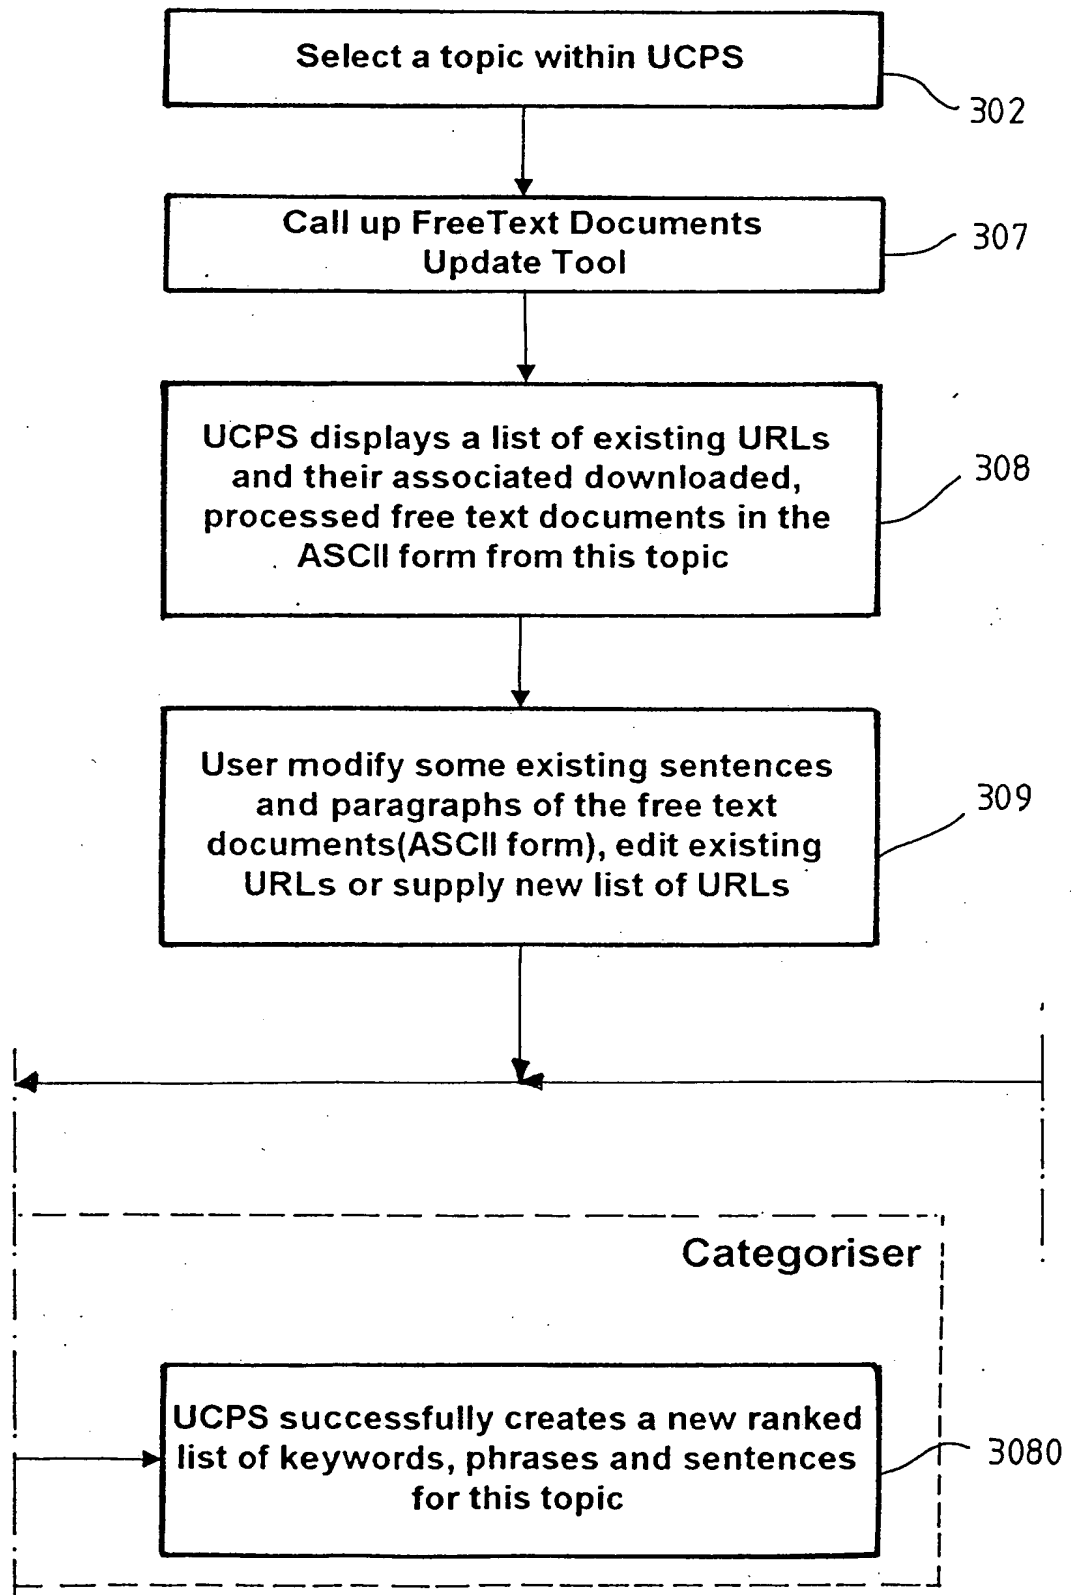 Select a topic within UCPS
302
Call up FreeText Documents
Update Tool
307
UCPS displays a list of existing URLs
and their associated downloaded,
processed free text documents in the
ASCII form from this topic
308
User modify some existing sentences
and paragraphs of the free text
documents(ASCII form), edit existing
URLs or supply new list of URLs
309
Categoriser
UCPS successfully creates a new ranked
list of keywords, phrases and sentences
for this topic
3080